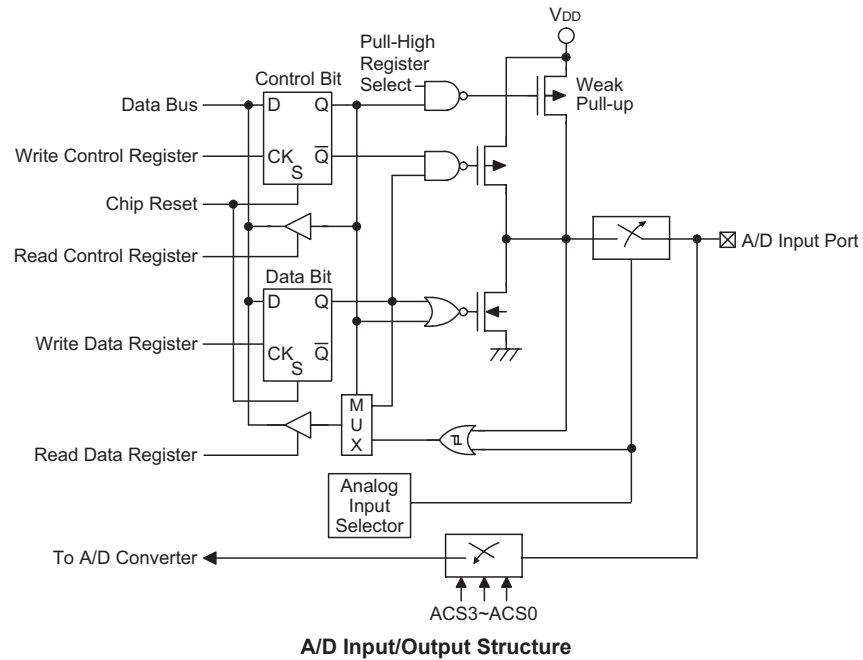 VDD
Pull-High
Register
Select
Control Bit
Weak
Pull-up
Data Bus
D
Q
Write Control Register
CK
Q
S
Chip Reset
Read Control Register
Data Bit
D
Q
A/D Input Port
Write Data Register
CK
Q
S
M
U
X
Read Data Register
Analog
Input
Selector
To A/D Converter
ACS3~ACS0
A/D Input/Output Structure